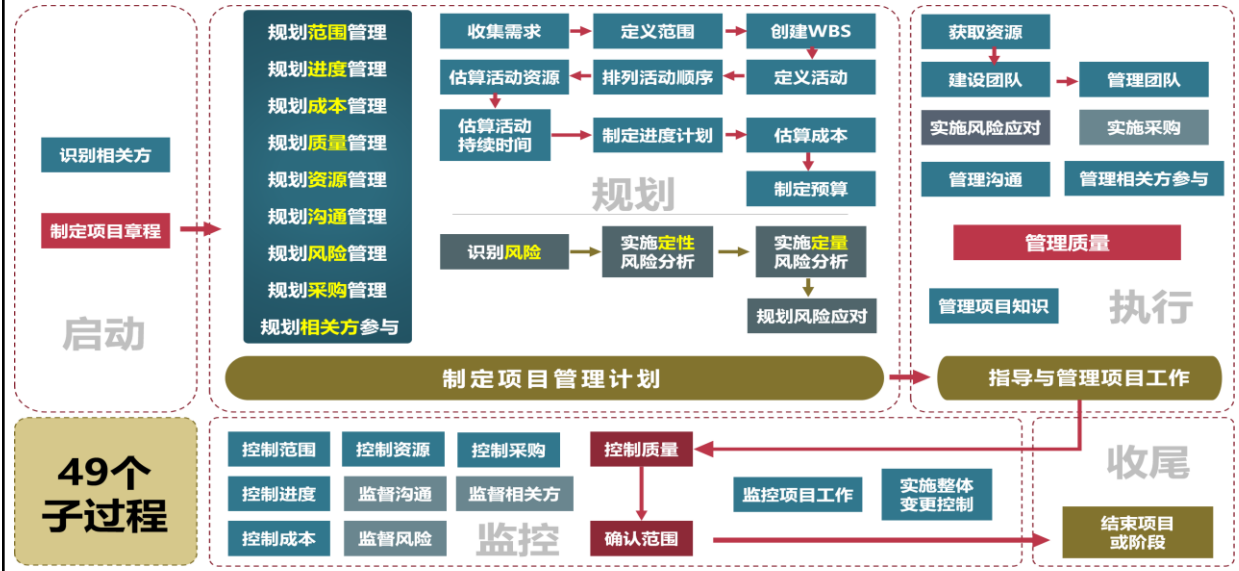 识别相关方
制定项目章程
启动
规划范围管理
规划进度管理
规划成本管理
规划质量管理
规划资源管理
规划沟通管理
规划风险管理
规划采购管理
规划相关方参与
收集需求
定义范围
创建WBS
估算活动资源
排列活动顺序
定义活动
估算活动
持续时间
制定进度计划
估算成本
制定预算
规划
识别风险
实施定性
风险分析
实施定量
风险分析
规划风险应对
制定项目管理计划
获取资源
建设团队
管理团队
实施风险应对
实施采购
管理沟通
管理相关方参与
管理质量
管理项目知识
执行
指导与管理项目工作
49个
子过程
控制范围
控制资源
控制采购
控制质量
控制进度
监督沟通
监督相关方
监控项目工作
实施整体
变更控制
控制成本
监督风险
监控
确认范围
收尾
结束项目
或阶段